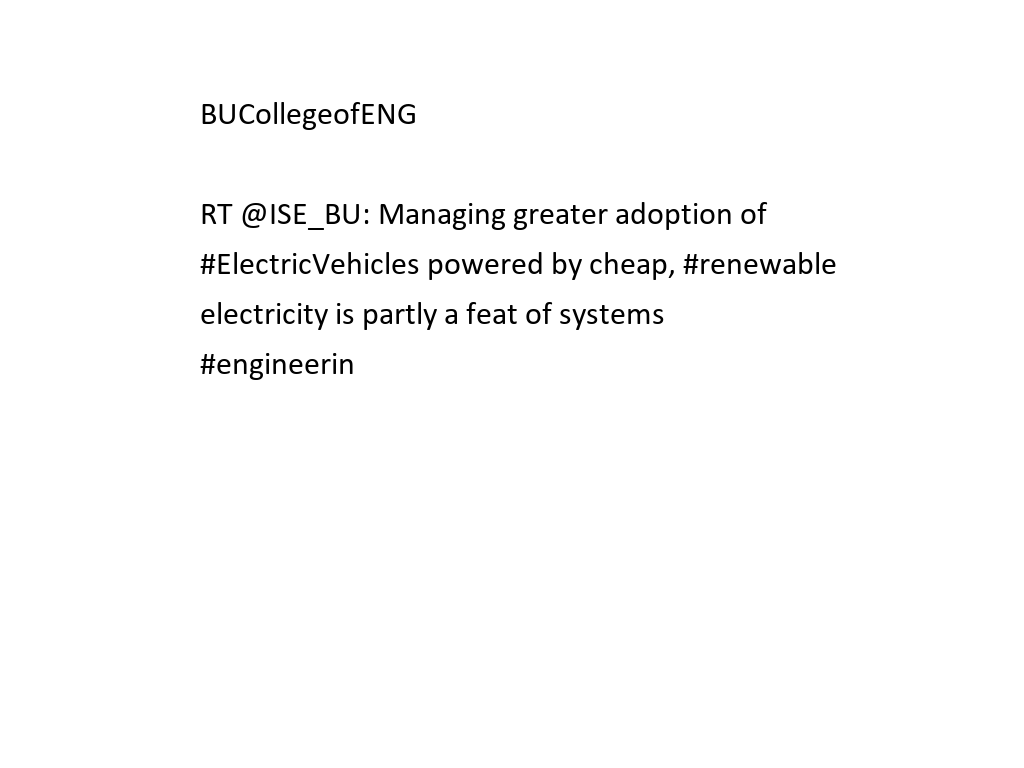 BUCollegeofENG
RT @ISE_BU: Managing greater adoption of
#ElectricVehicles powered by cheap, #renewable
electricity is partly a feat of systems
#engineerin